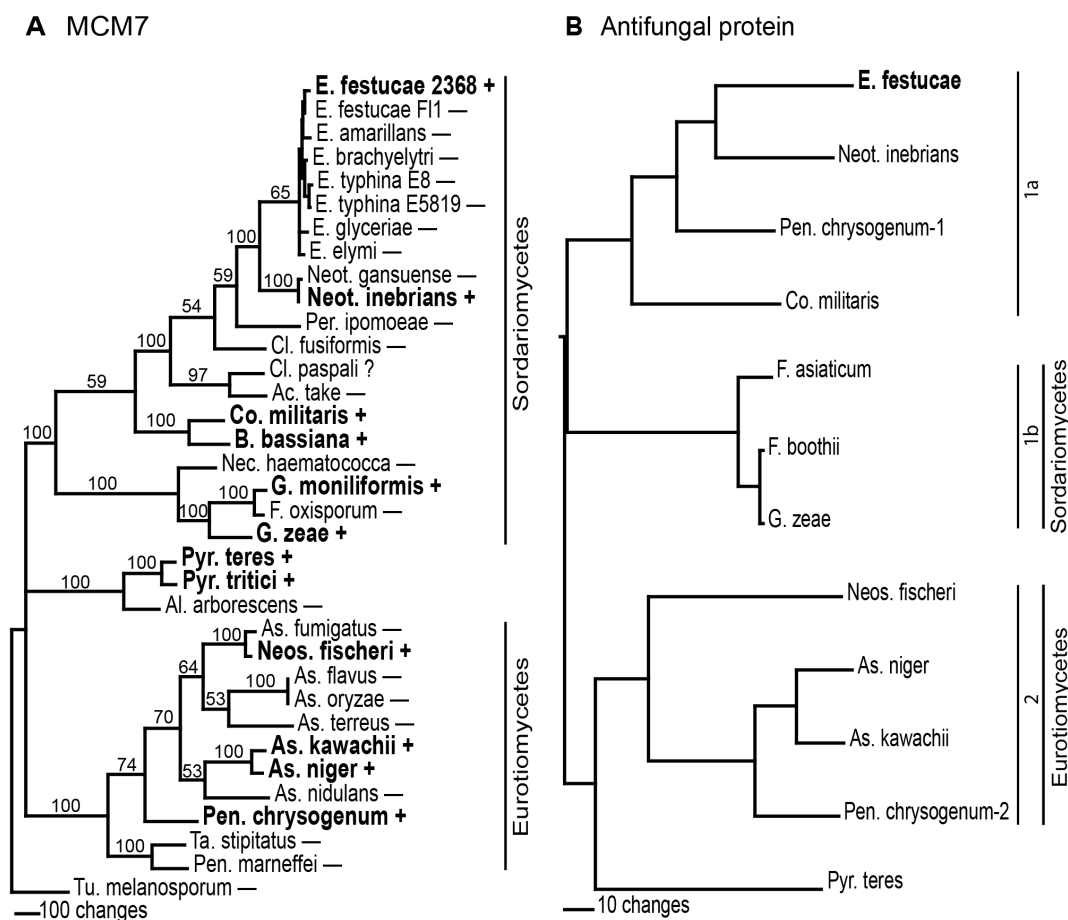 A MCM7
E. festucae 2368 +
E. festucae Fl1 —
E. amarillans —
E. brachyelytri —
E. typhina E8 —
65
E. typhina E5819 —
E. glyceriae —
100
E. elymi —
59
100
Neot. gansuense —
Neot. inebrians +
54
Per. ipomoeae —
100
Cl. fusiformis —
97
Cl. paspali ?
59
Ac. take —
100
Co. militaris +
B. bassiana +
100
Nec. haematococca —
100
100
G. moniliformis +
100
F. oxisporum —
G. zeae +
Sordariomycetes
100
Pyr. teres +
100
Pyr. tritici +
Al. arborescens —
100
As. fumigatus —
Neos. fischeri +
64
100
As. flavus —
53
As. oryzae —
70
As. terreus —
100
As. kawachii +
74
53
As. niger +
As. nidulans —
100
Pen. chrysogenum +
100
Ta. stipitatus —
Pen. marneffei —
Eurotiomycetes
Tu. melanosporum —
100 changes
B Antifungal protein
E. festucae
Neot. inebrians
Pen. chrysogenum-1
Co. militaris
1a
F. asiaticum
F. boothii
G. zeae
1b
Sordariomycetes
Neos. fischeri
As. niger
As. kawachii
Pen. chrysogenum-2
2
Eurotiomycetes
Pyr. teres
10 changes